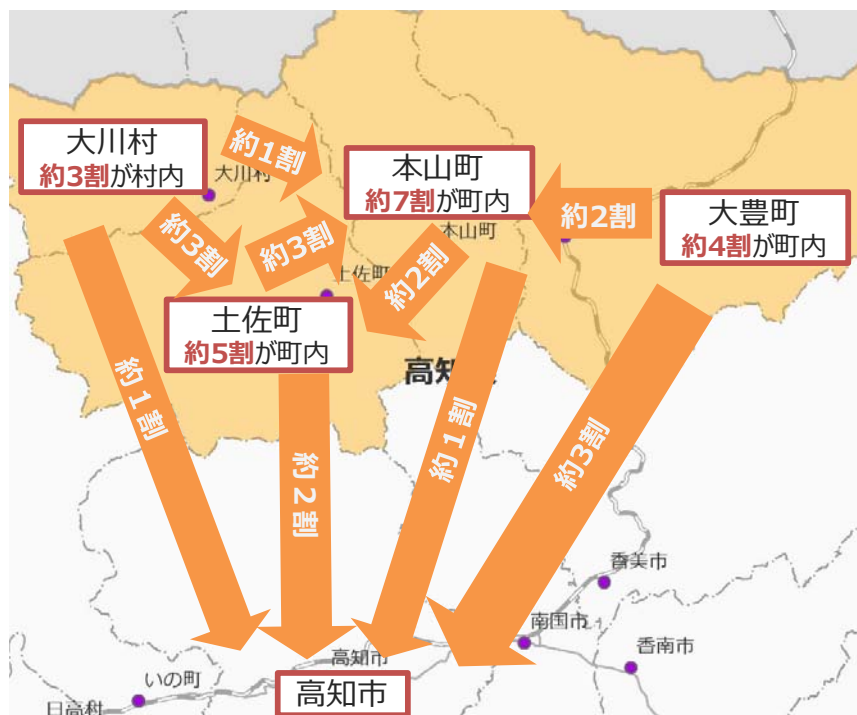 大川村
約3割が村内
約1割
大川村
本山町
約7割が町内
本山町
約2割
大豊町
約4割が町内
約3割
約3割
土佐町
約2割
土佐町
約5割が町内
高知
約１割
約２割
約１割
約3割
香美市
南国市
香南市
高知市
いの町
高知市
日高村